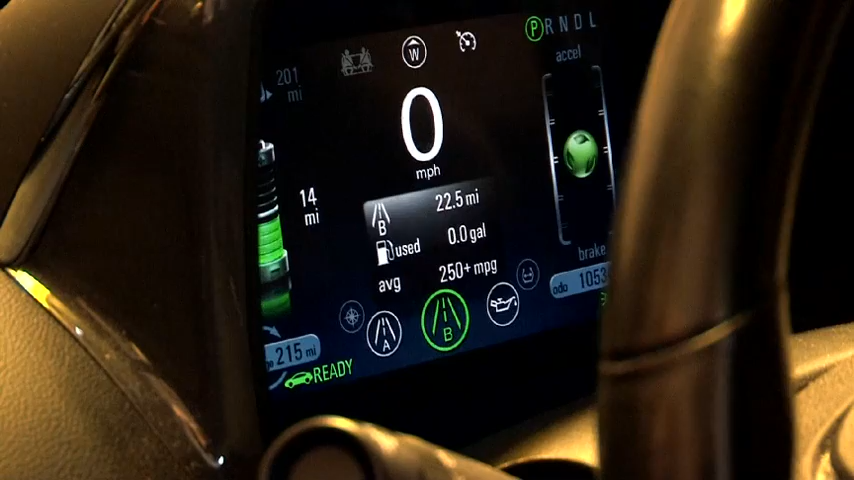 P R N D L
201
mi
W
accel
0
mph
14
mi
B
22.5 mi
used
0.0 gal
avg
250+ mpg
brake
odo 1053
A
B
215 mi
READY